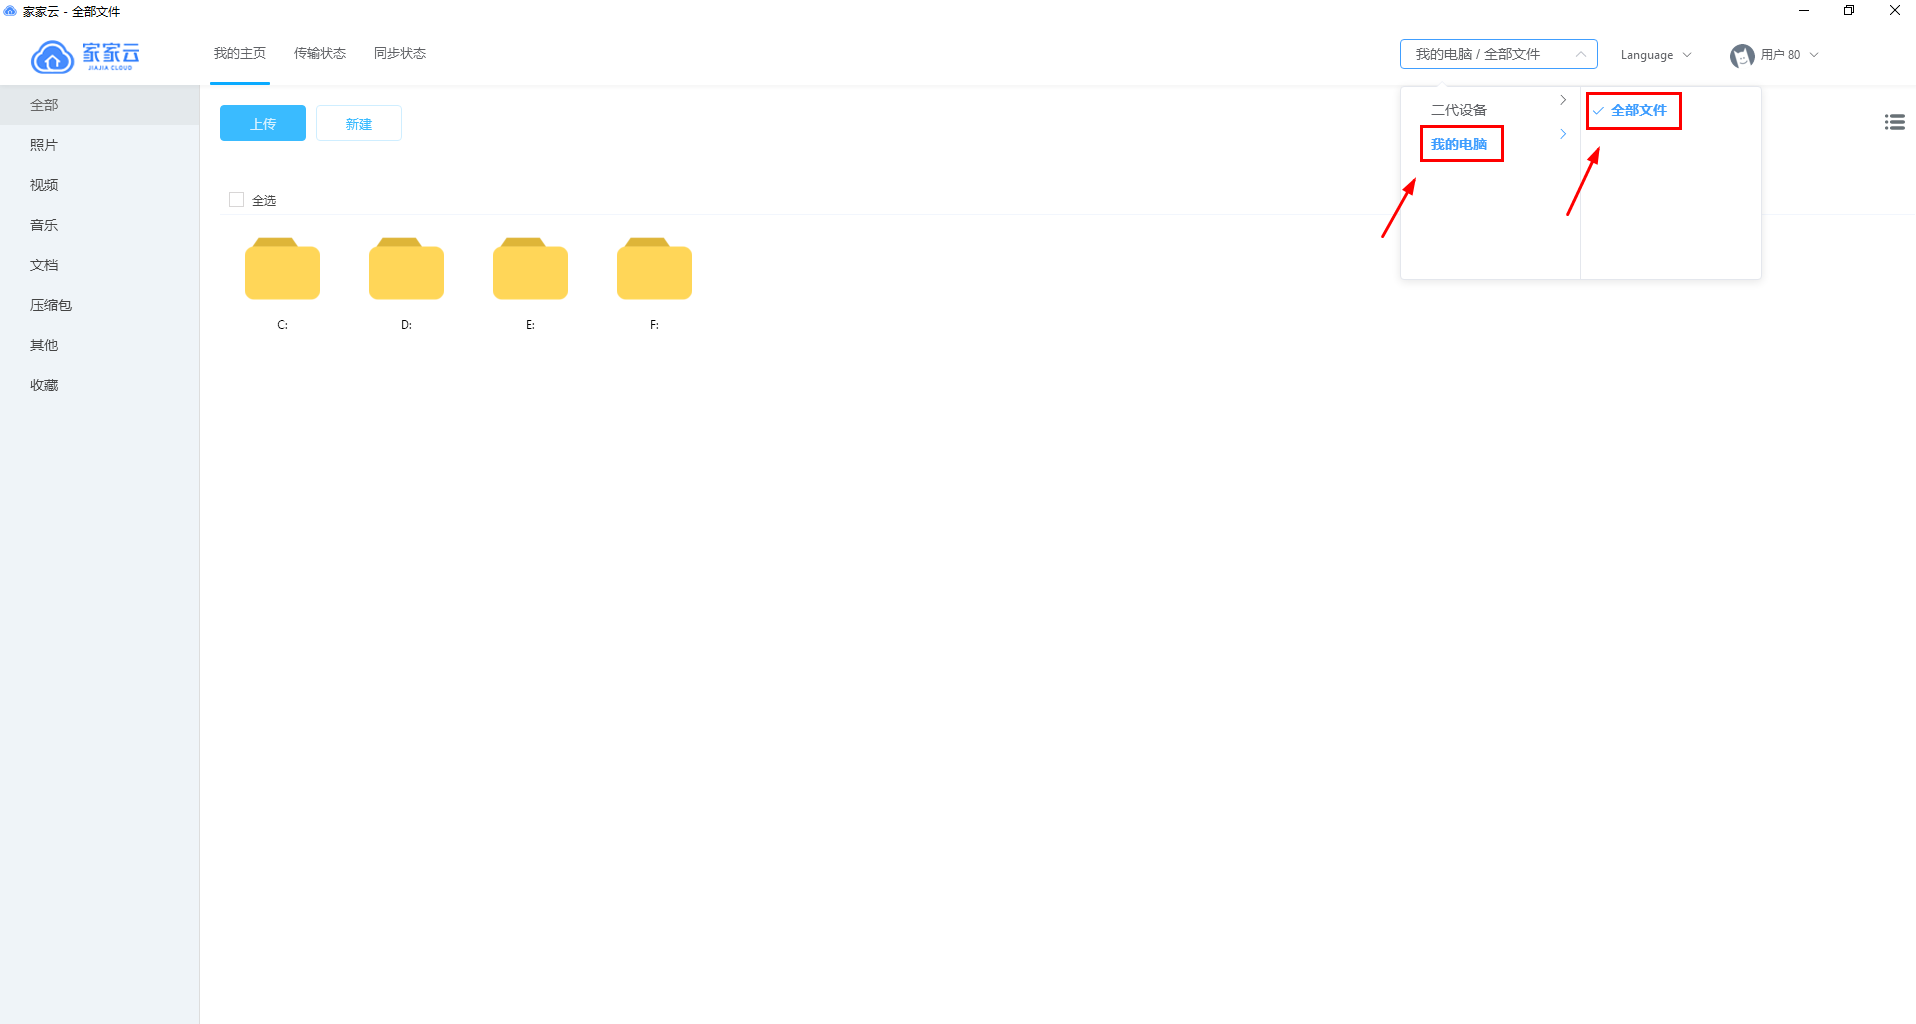 家家云 - 全部文件
家家云
JIAJIA CLOUD
我的主页 传输状态 同步状态
我的电脑 / 全部文件
Language
用户 80
全部
照片
视频
音乐
文档
压缩包
其他
收藏
上传 新建
二代设备
我的电脑
全部文件
全选
C: D: E: F: